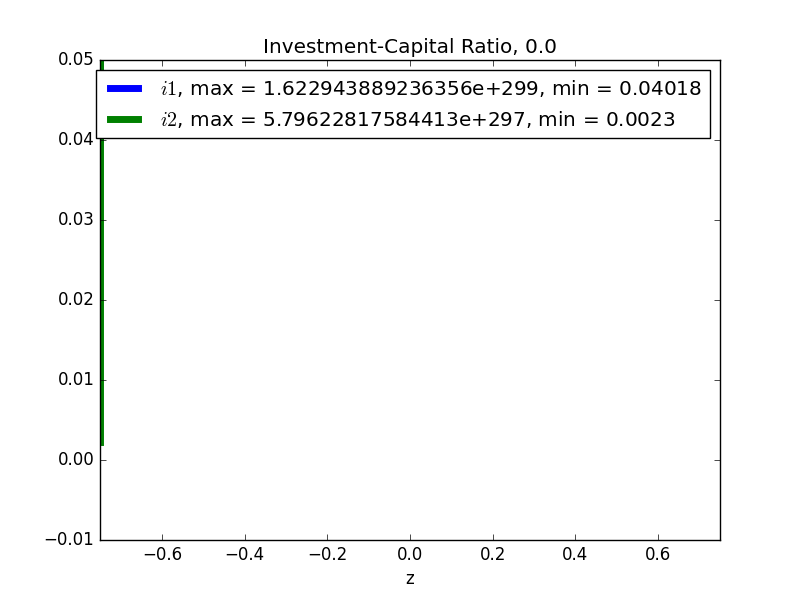 Investment-Capital Ratio, 0.0
0.05
i1, max = 1.622943889236356e+299, min = 0.04018
i2, max = 5.79622817584413e+297, min = 0.0023
0.04
0.03
0.02
0.01
0.00
−0.01
−0.6 −0.4 −0.2 0.0 0.2 0.4 0.6
z